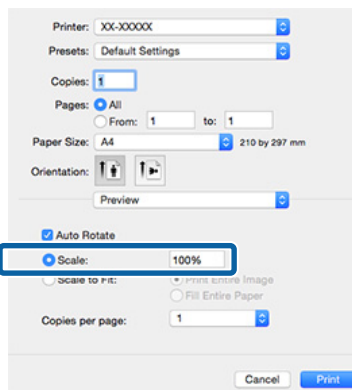 Printer: XX-XXXXX
Presets: Default Settings
Copies: 1
Pages: All
From: 1 to: 1
Paper Size: A4 210 by 297 mm
Orientation:
Preview
Auto Rotate
Scale: 100%
Scale to Fit: Print Entire Image
Fill Entire Paper
Copies per page: 1
Cancel Print